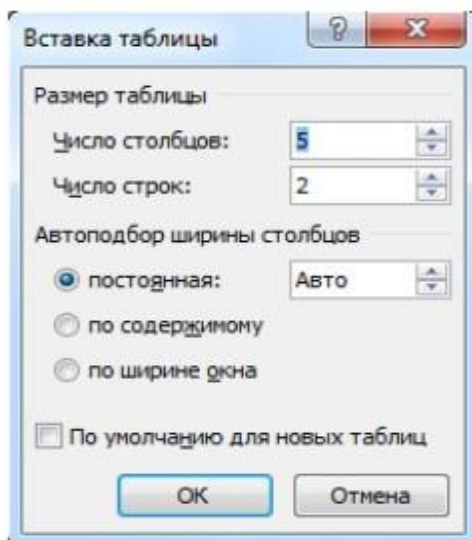 Вставка таблицы
Размер таблицы
Число столбцов: 5
Число строк: 2
Автоподбор ширины столбцов
постоянная: Авто
по содержимому
по ширине окна
По умолчанию для новых таблиц
ОК Отмена